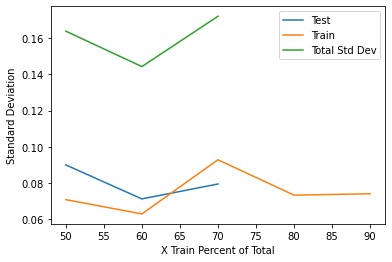 Test
Train
Total Std Dev
0.16
0.14
0.12
0.10
0.08
0.06
Standard Deviation
50 55 60 65 70 75 80 85 90
X Train Percent of Total